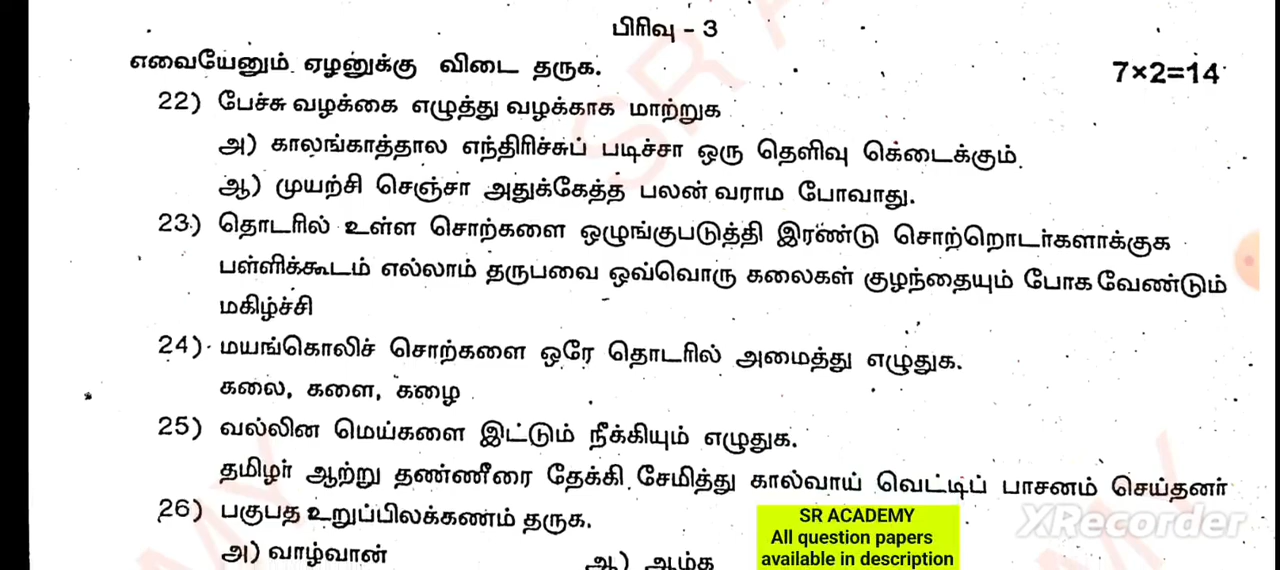 பிரிவு - 3
எவையேனும் ஏழனுக்கு விடை தருக. 7×2=14
22) பேச்சு வழக்கை எழுத்து வழக்காக மாற்றுக
அ) காலங்காத்தால எந்திரிச்சுப் படிச்சா ஒரு தெளிவு கெடைக்கும்.
ஆ) முயற்சி செஞ்சா அதுக்கேத்த பலன் வராம போவாது.
23) தொடரில் உள்ள சொற்களை ஒழுங்குபடுத்தி இரண்டு சொற்றொடர்களாக்குக
பள்ளிக்கூடம் எல்லாம் தருபவை ஒவ்வொரு கலைகள் குழந்தையும் போக வேண்டும்
மகிழ்ச்சி
24) மயங்கொலிச் சொற்களை ஒரே தொடரில் அமைத்து எழுதுக.
கலை, களை, கழை
25) வல்லின மெய்களை இட்டும் நீக்கியும் எழுதுக.
தமிழர் ஆற்று தண்ணீரை தேக்கி சேமித்து கால்வாய் வெட்டிப் பாசனம் செய்தனர்
26) பகுபத உறுப்பிலக்கணம் தருக.
அ) வாழ்வான் ஆ)
SR ACADEMY
All question papers
available in description
XRecorder
SR A
MY
MY